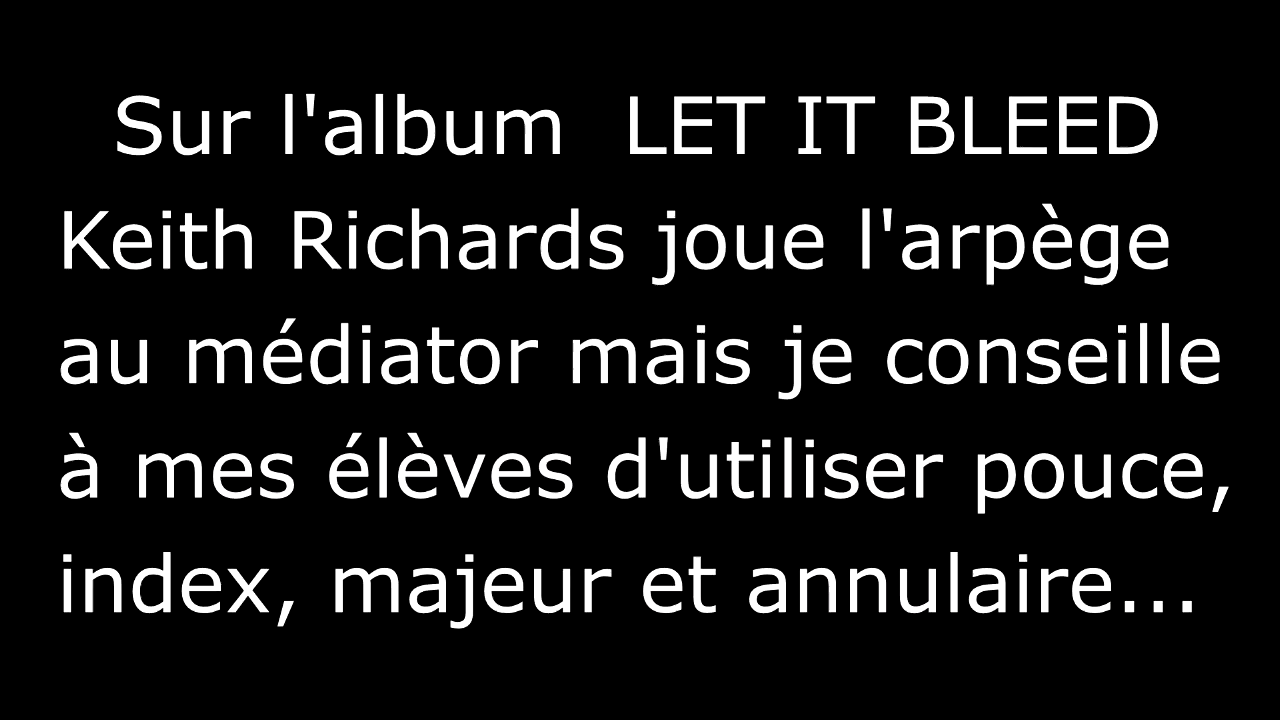 Sur l'album  LET IT BLEED
Keith Richards joue l'arpège
au médiator mais je conseille
à mes élèves d'utiliser pouce,
index, majeur et annulaire...